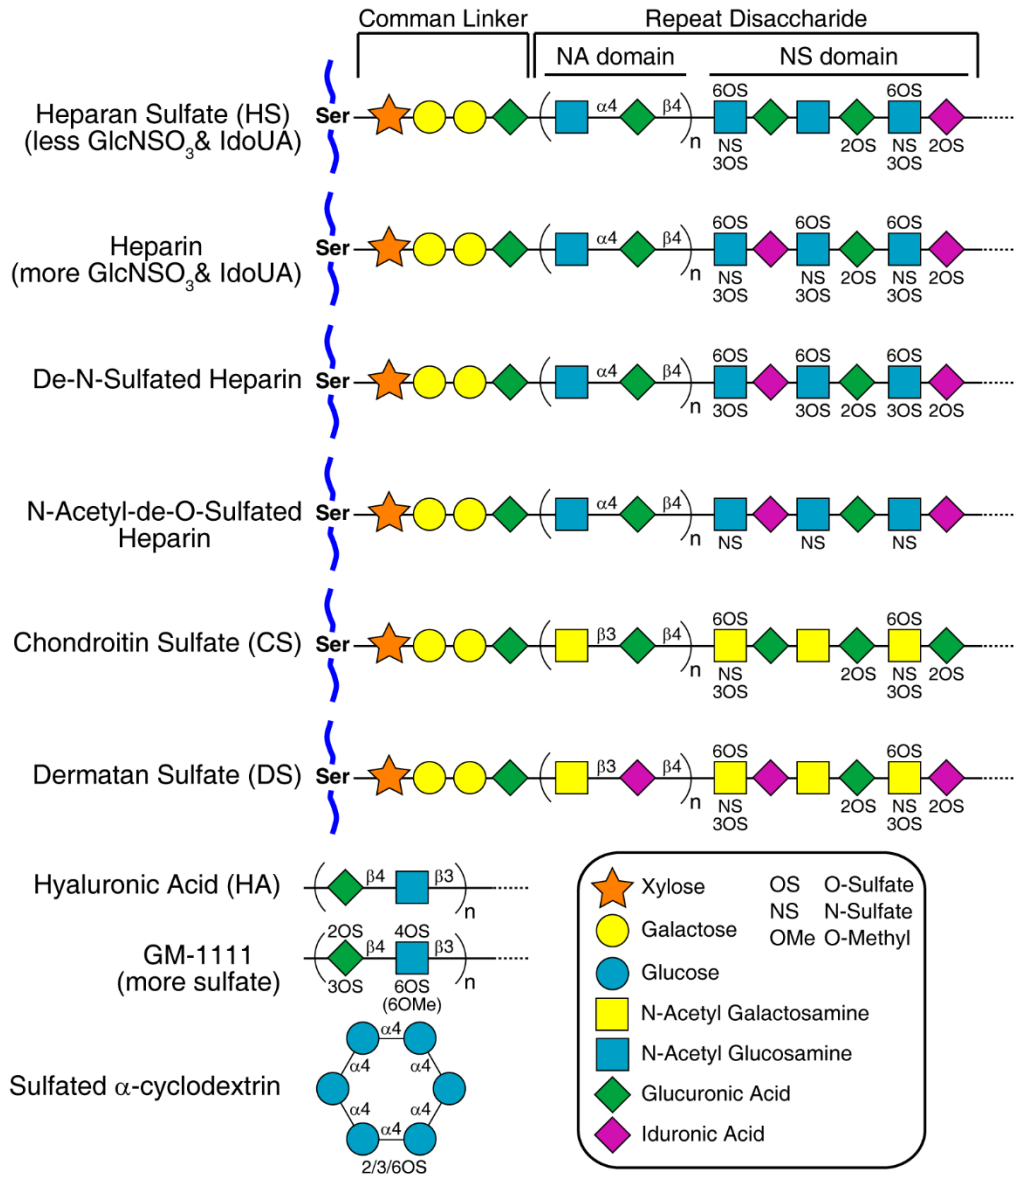 Comman Linker
Repeat Disaccharide
NA domain
NS domain
Heparan Sulfate (HS)
(less GlcNSO₃& IdoUA)
Ser
α4
β4
n
6OS
6OS
NS
3OS
2OS
NS
3OS
2OS
Heparin
(more GlcNSO₃& IdoUA)
Ser
α4
β4
n
6OS
6OS
6OS
NS
3OS
NS
3OS
2OS
NS
3OS
2OS
De-N-Sulfated Heparin
Ser
α4
β4
n
6OS
6OS
6OS
3OS
3OS
2OS
3OS
2OS
N-Acetyl-de-O-Sulfated
Heparin
Ser
α4
β4
n
NS
NS
NS
Chondroitin Sulfate (CS)
Ser
β3
β4
n
6OS
6OS
NS
3OS
2OS
NS
3OS
2OS
Dermatan Sulfate (DS)
Ser
β3
β4
n
6OS
6OS
NS
3OS
2OS
NS
3OS
2OS
Hyaluronic Acid (HA)
β4
β3
n
GM-1111
(more sulfate)
2OS
β4
4OS
β3
n
3OS
6OS
(6OMe)
Sulfated α-cyclodextrin
α4
α4
α4
α4
α4
α4
2/3/6OS
Xylose
Galactose
Glucose
N-Acetyl Galactosamine
N-Acetyl Glucosamine
Glucuronic Acid
Iduronic Acid
OS O-Sulfate
NS N-Sulfate
OMe O-Methyl